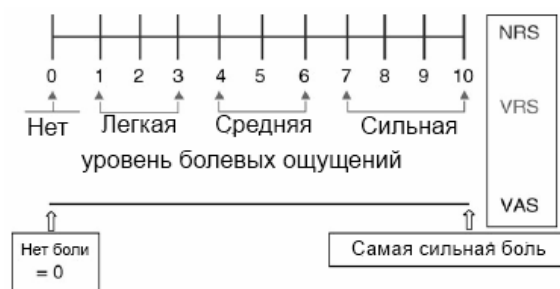 NRS
0 1 2 3 4 5 6 7 8 9 10
VRS
Нет Легкая Средняя Сильная
уровень болевых ощущений
VAS
Нет боли
= 0
Самая сильная боль